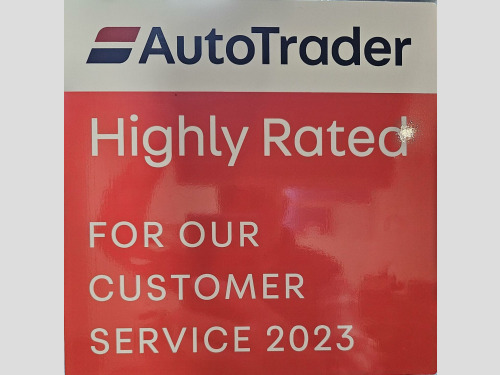 AutoTrader
Highly Rated
FOR OUR
CUSTOMER
SERVICE 2023